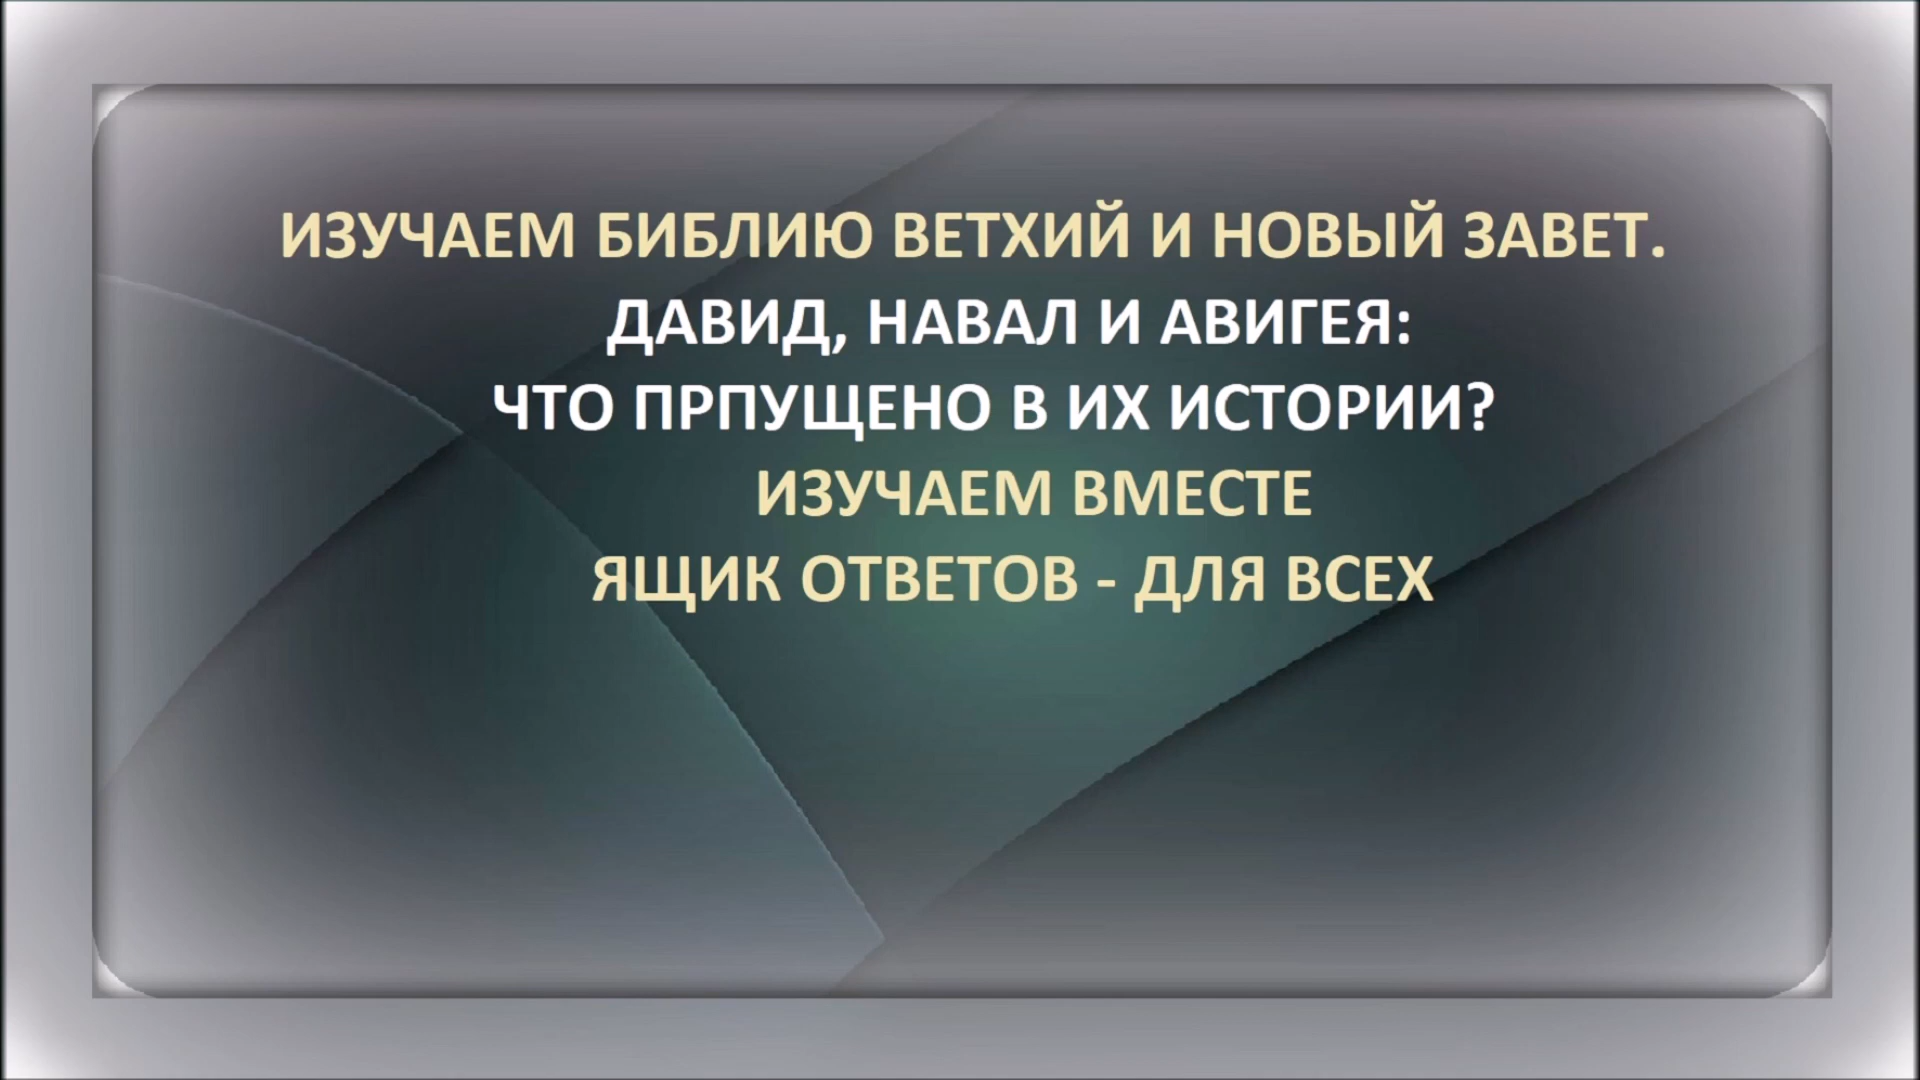 ИЗУЧАЕМ БИБЛИЮ ВЕТХИЙ И НОВЫЙ ЗАВЕТ.
ДАВИД, НАВАЛ И АВИГЕЯ:
ЧТО ПРПУЩЕНО В ИХ ИСТОРИИ?
ИЗУЧАЕМ ВМЕСТЕ
ЯЩИК ОТВЕТОВ - ДЛЯ ВСЕХ